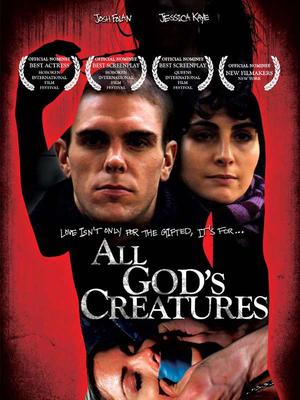 JOSH FOLAN JESSICA KAYE
OFFICIAL NOMINEE
BEST ACTOR
HOBOKEN
INTERNATIONAL
FILM
FESTIVAL
OFFICIAL NOMINEE
BEST SCREENPLAY
HOBOKEN
INTERNATIONAL
FILM
FESTIVAL
OFFICIAL NOMINEE
BEST SCREENPLAY
QUEENS
INTERNATIONAL
FILM
FESTIVAL
OFFICIAL NOMINEE
NEW FILMAKERS
NEW YORK
LOVE ISN'T ONLY FOR THE GIFTED, IT'S FOR...
ALL
GOD'S
CREATURES